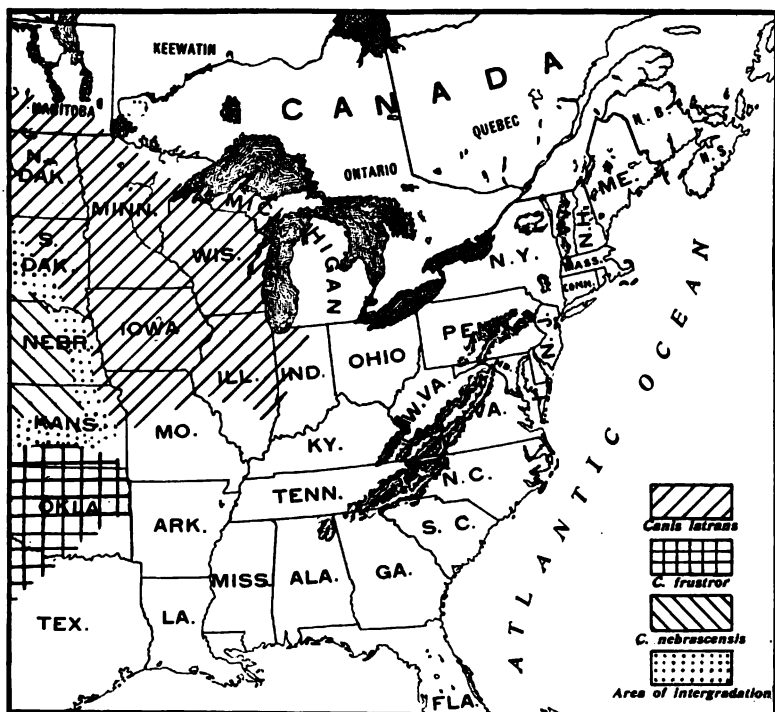 KEEWATIN
CANADA
MANITOBA
QUEBEC
N.B.
N.S.
N. DAK.
ONTARIO
ME.
MINN.
MICHIGAN
N.H.
S. DAK.
WIS.
N.Y.
MASS.
CONN.
NEBR.
IOWA
PENN.
N.J.
ILL.
IND.
OHIO
KANS.
MO.
W.VA.
VA.
KY.
OKLA.
TENN.
N.C.
ARK.
S. C.
MISS.
ALA.
GA.
TEX.
LA.
FLA.
ATLANTIC OCEAN
Canis latrans
C. frustror
C. nebrascensis
Area of intergradation